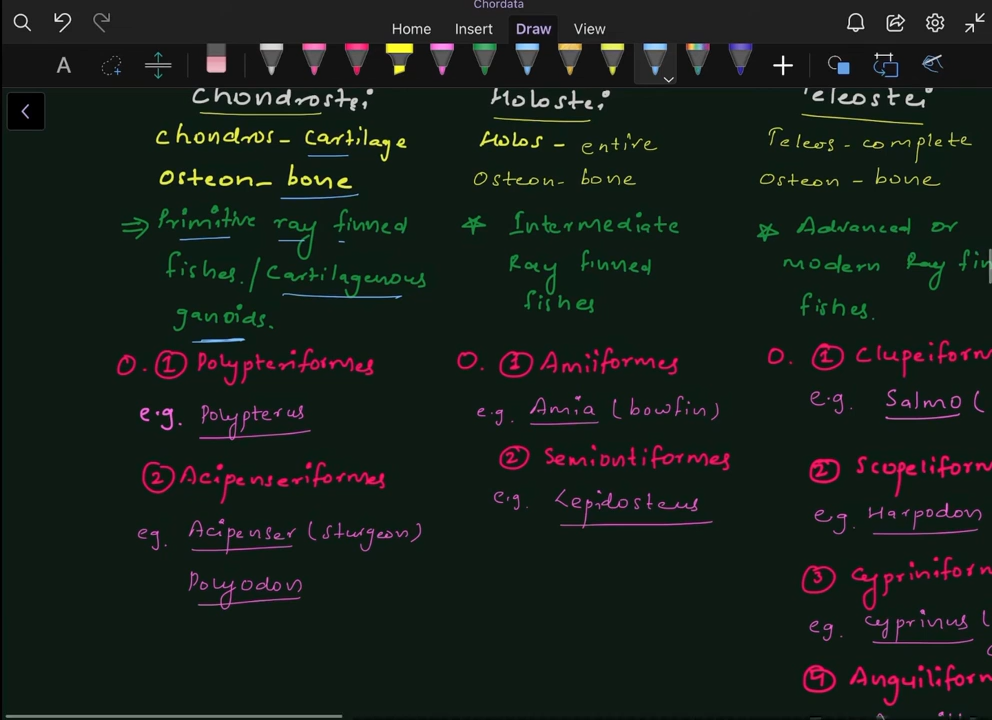 Chordata
Home Insert Draw View
A
Chondrostei
Chondros- cartilage
Osteon- bone
⇒ Primitive ray finned
fishes./ Cartilagenous
ganoids.
O. ① Polypteriformes
e.g. Polypterus
② Acipenseriformes
eg. Acipenser (Sturgeon)
Polyodon
Holostei
Holos - entire
Osteon- bone
* Intermediate
Ray finned
fishes
O. ① Amiiformes
e.g. Amia (bowfin)
② Semiontiformes
e.g. Lepidosteus
Teleostei
Teleos - complete
Osteon - bone
* Advanced or
modern Ray fin
fishes.
O. ① Clupeiform
e.g. Salmo (
② Scopeliform
eg. Harpodon
③ Cypriniform
eg. Cyprinus (
④ Anguiliform